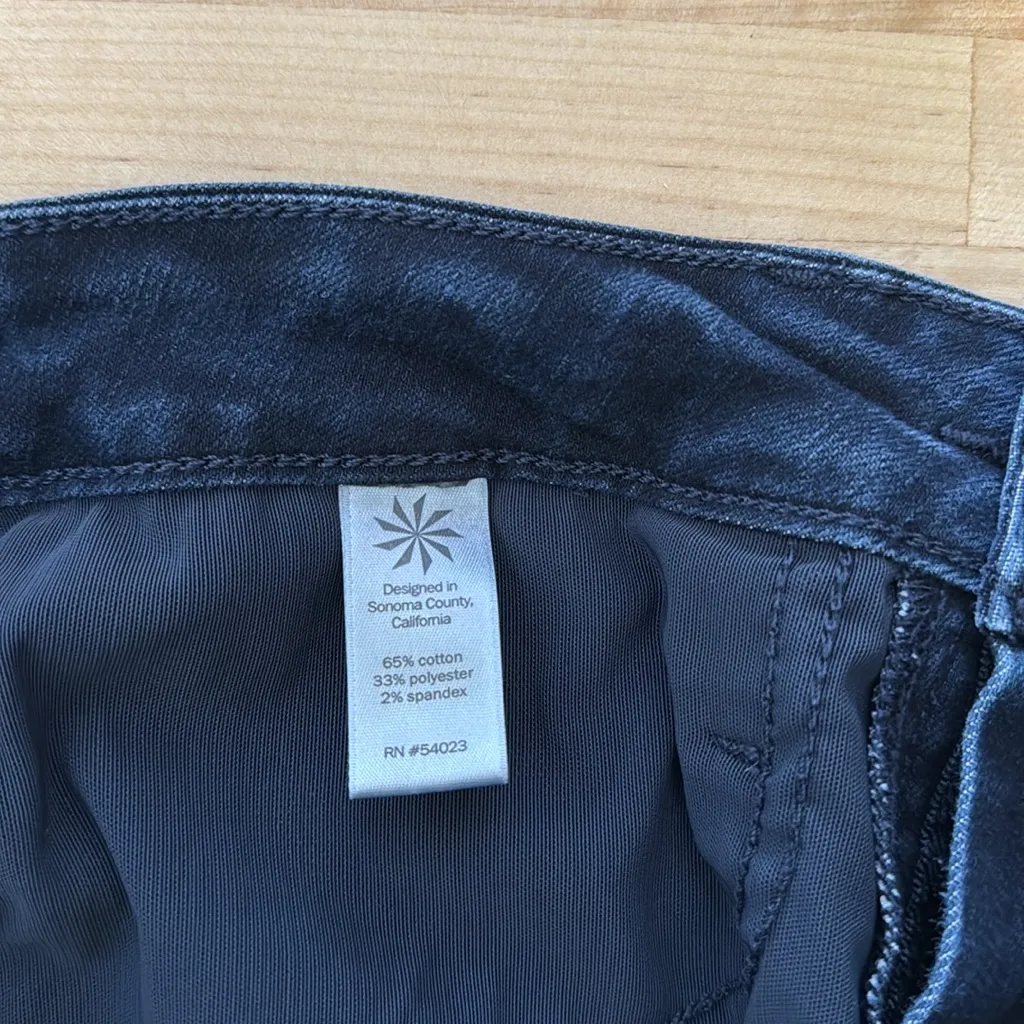 Designed in
Sonoma County,
California
65% cotton
33% polyester
2% spandex
RN #54023